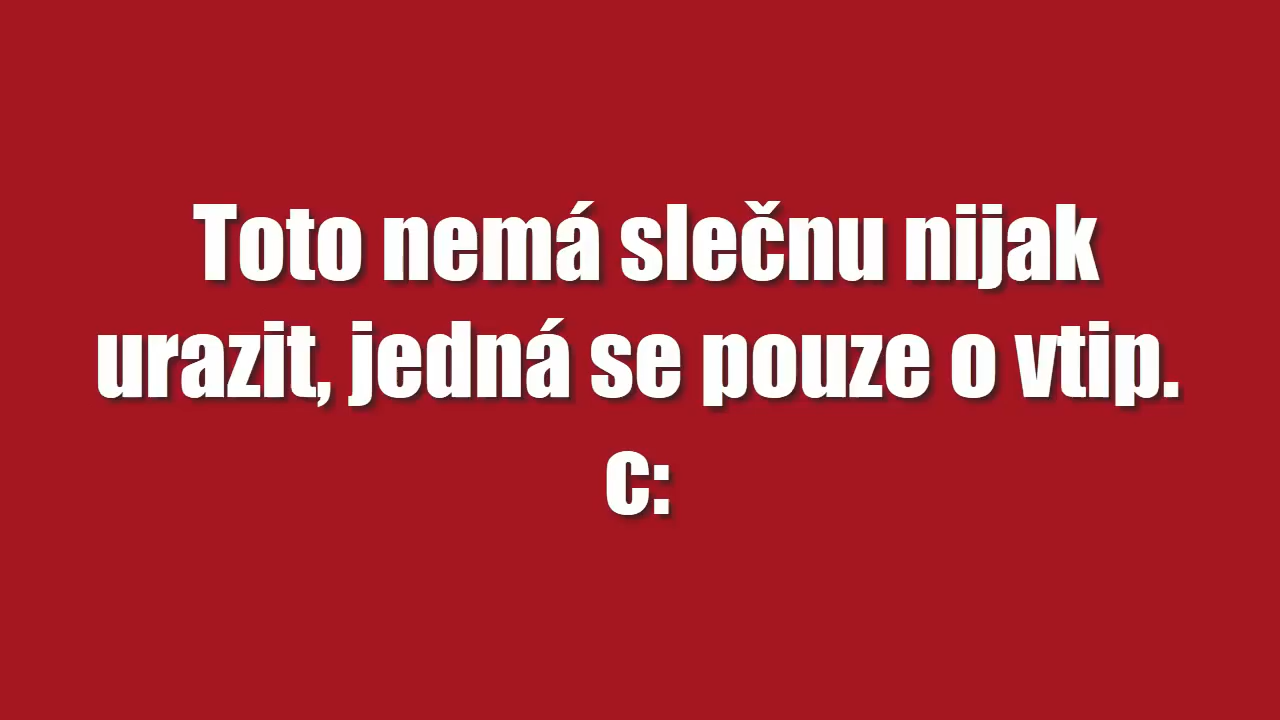 Toto nemá slečnu nijak
urazit, jedná se pouze o vtip.
c: